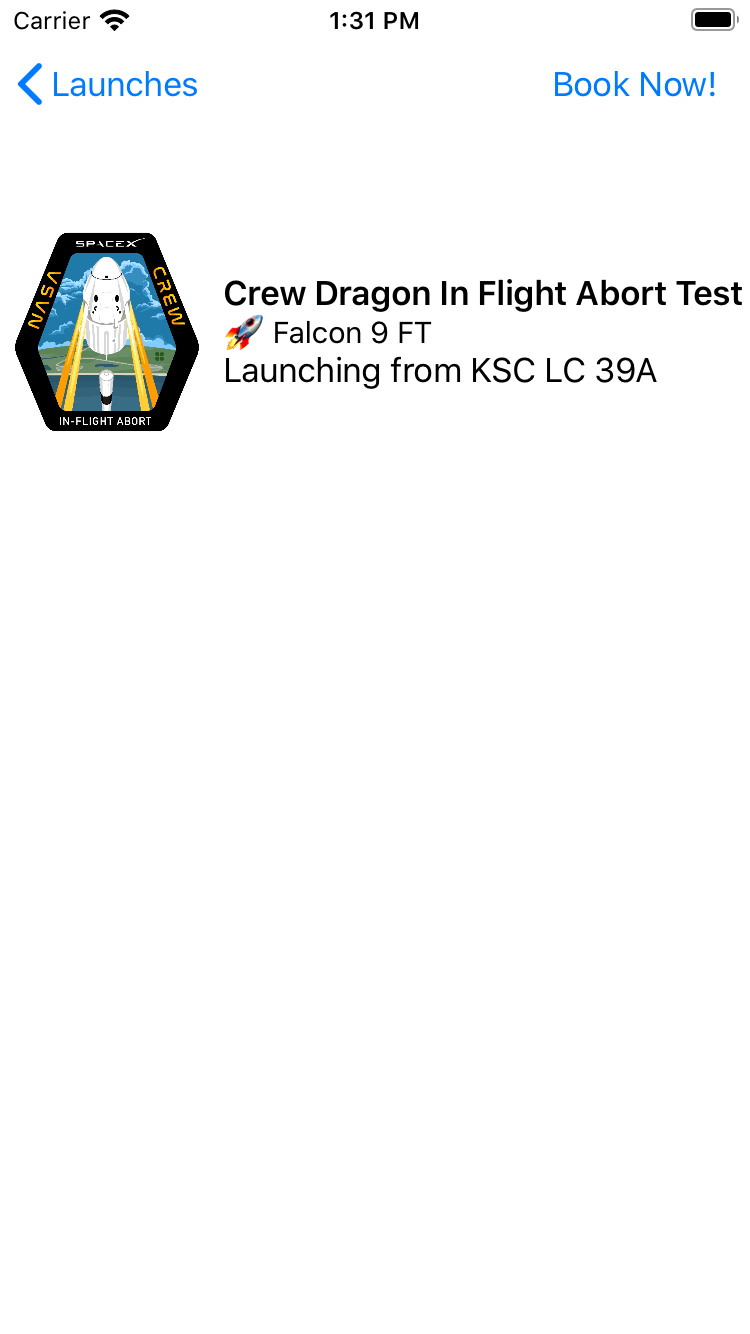 Carrier 1:31 PM
Launches Book Now!
SPACEX
NASA
CREW
IN-FLIGHT ABORT
Crew Dragon In Flight Abort Test
🚀 Falcon 9 FT
Launching from KSC LC 39A